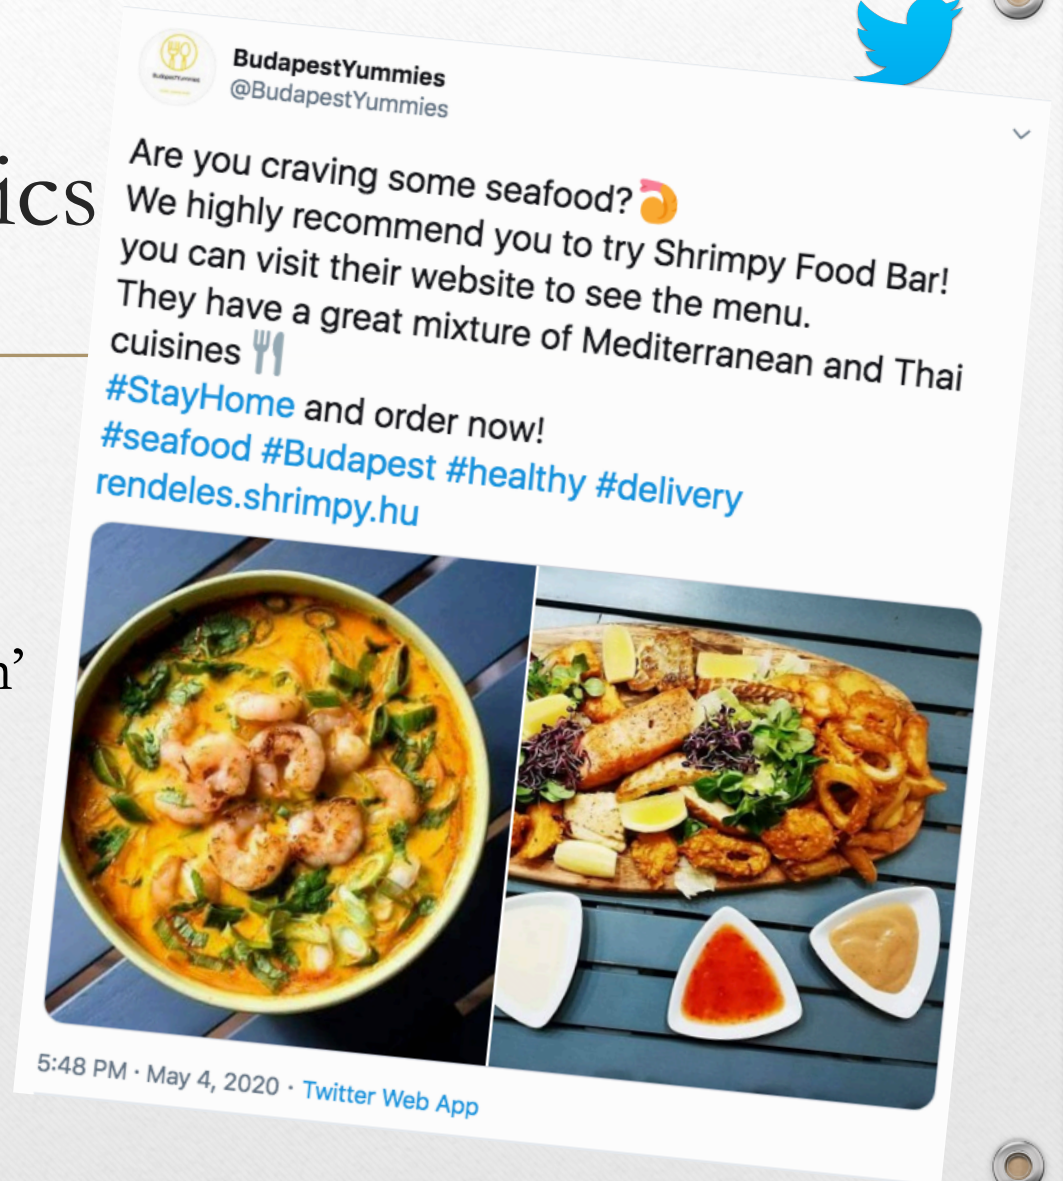 ics
n’
BudapestYummies
@BudapestYummies
Are you craving some seafood?🍤
We highly recommend you to try Shrimpy Food Bar!
you can visit their website to see the menu.
They have a great mixture of Mediterranean and Thai
cuisines 🍴
#StayHome and order now!
#seafood #Budapest #healthy #delivery
rendeles.shrimpy.hu
5:48 PM · May 4, 2020 · Twitter Web App